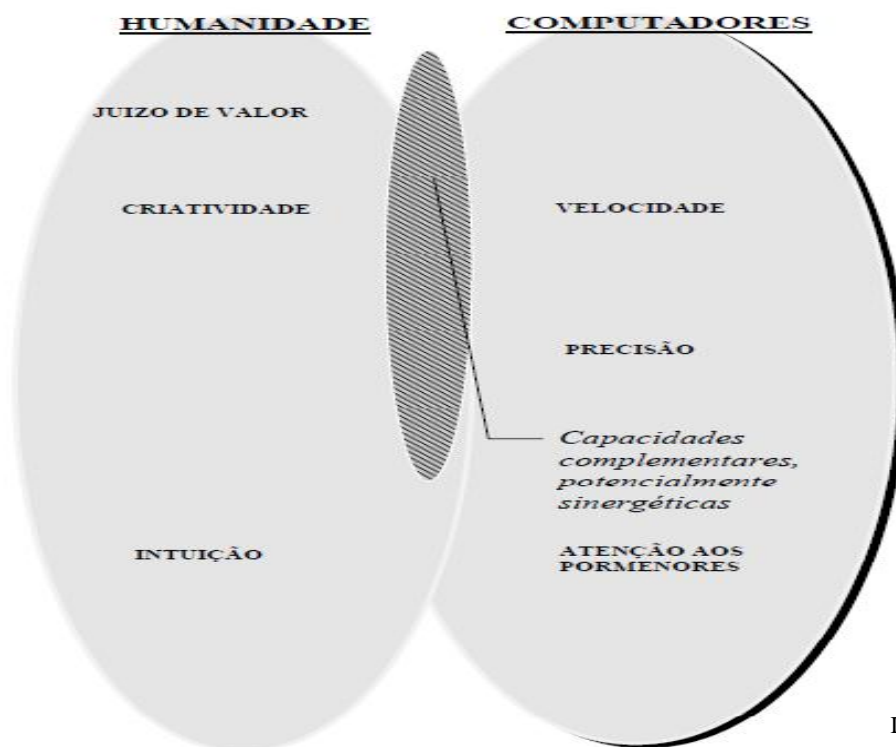 HUMANIDADE
COMPUTADORES
JUIZO DE VALOR
CRIATIVIDADE
VELOCIDADE
PRECISÃO
Capacidades
complementares,
potencialmente
sinergéticas
INTUIÇÃO
ATENÇÃO AOS
PORMENORES